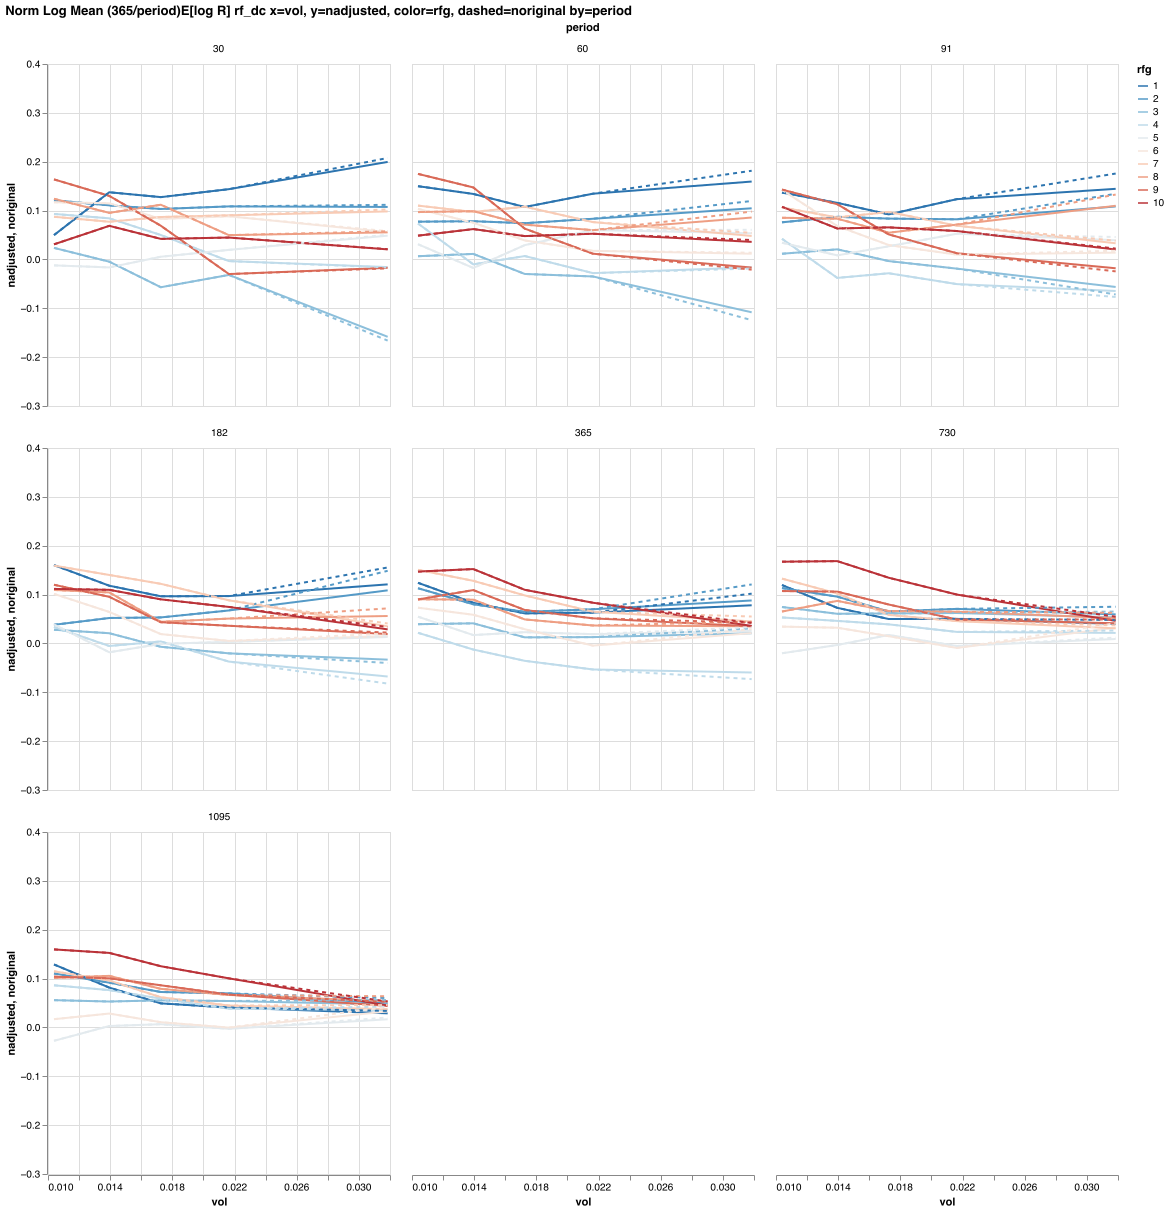 Norm Log Mean (365/period)E[log R] rf_dc x=vol, y=nadjusted, color=rfg, dashed=noriginal by=period
period
30 60 91
0.4
0.3
0.2
0.1
0.0
−0.1
−0.2
−0.3
nadjusted, noriginal
rfg
1
2
3
4
5
6
7
8
9
10
182 365 730
0.4
0.3
0.2
0.1
0.0
−0.1
−0.2
−0.3
nadjusted, noriginal
1095
0.4
0.3
0.2
0.1
0.0
−0.1
−0.2
−0.3
nadjusted, noriginal
0.010 0.014 0.018 0.022 0.026 0.030
vol
0.010 0.014 0.018 0.022 0.026 0.030
vol
0.010 0.014 0.018 0.022 0.026 0.030
vol